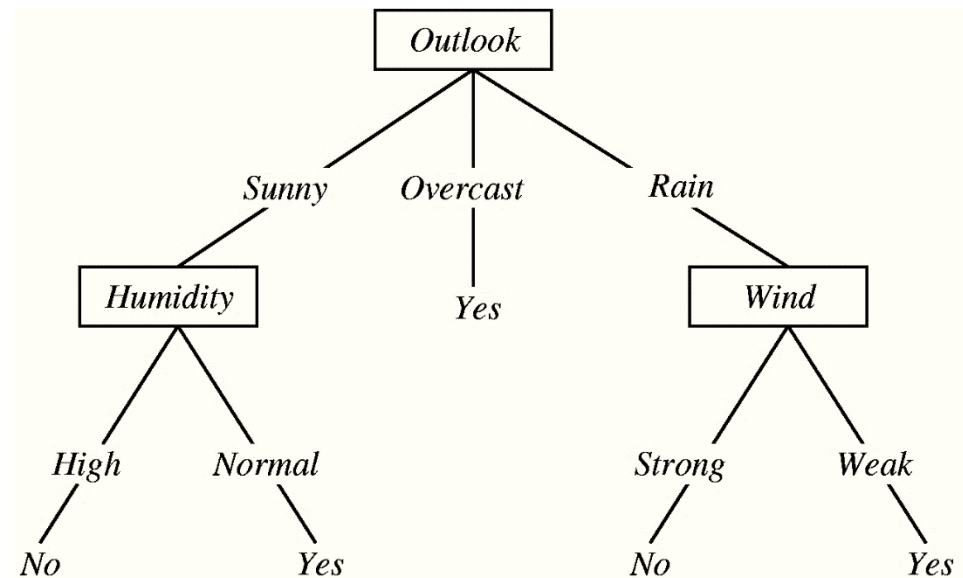 Outlook
Sunny Overcast Rain
Humidity Yes Wind
High Normal Strong Weak
No Yes No Yes